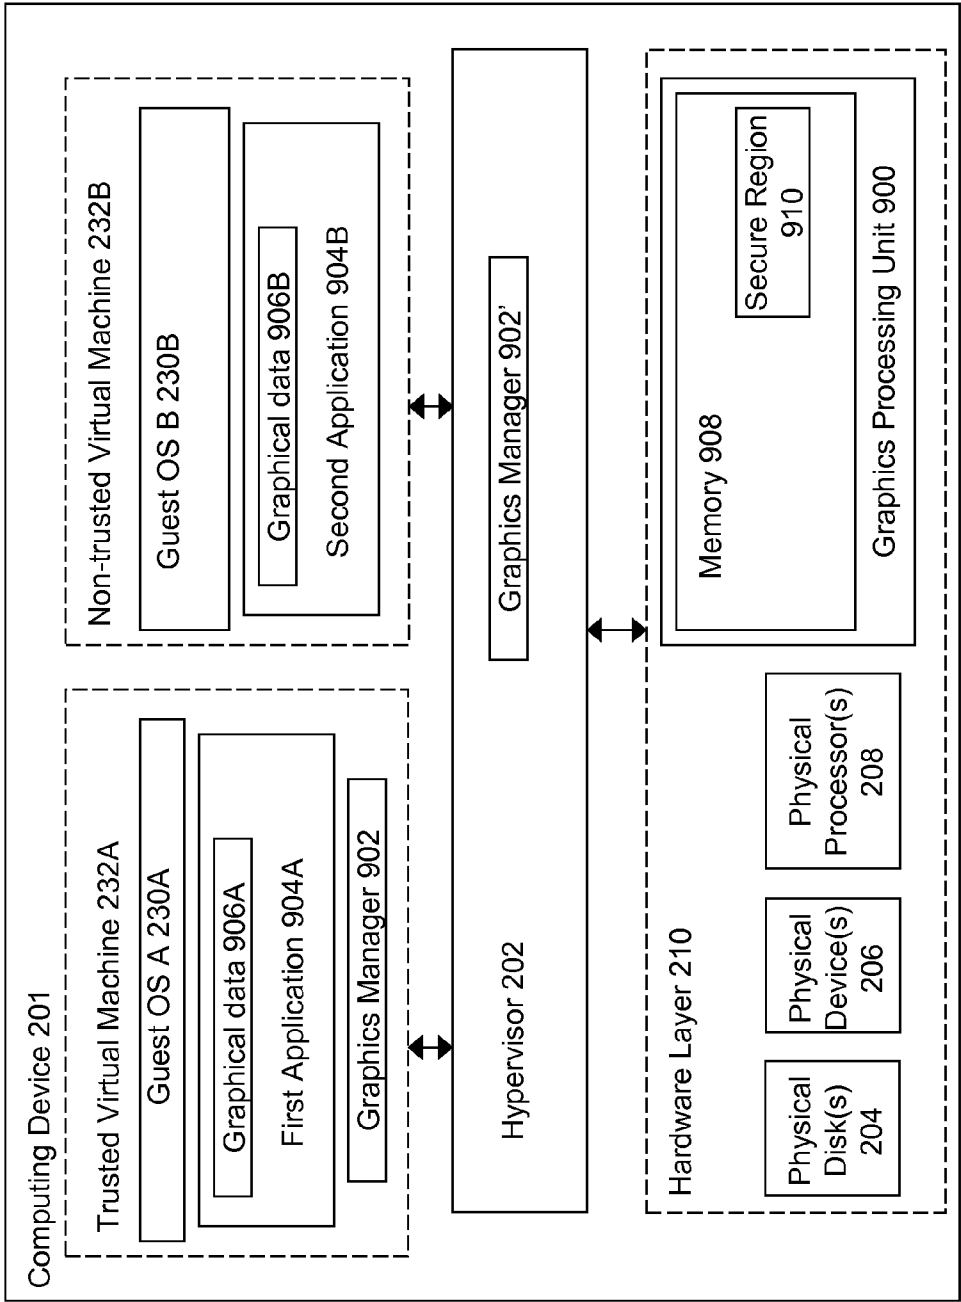 Computing Device 201
Trusted Virtual Machine 232A
Guest OS A 230A
Graphical data 906A
First Application 904A
Graphics Manager 902
Non-trusted Virtual Machine 232B
Guest OS B 230B
Graphical data 906B
Second Application 904B
Hypervisor 202
Graphics Manager 902'
Hardware Layer 210
Physical
Disk(s)
204
Physical
Device(s)
206
Physical
Processor(s)
208
Memory 908
Secure Region
910
Graphics Processing Unit 900